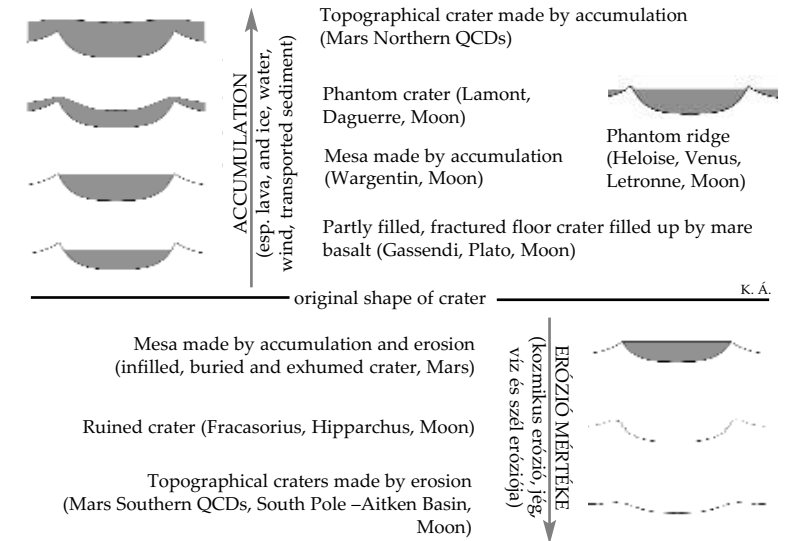 Topographical crater made by accumulation
(Mars Northern QCDs)
ACCUMULATION
(esp. lava, and ice, water,
wind, transported sediment)
Phantom crater (Lamont,
Daguerre, Moon)
Phantom ridge
(Heloise, Venus,
Letronne, Moon)
Mesa made by accumulation
(Wargentin, Moon)
Partly filled, fractured floor crater filled up by mare
basalt (Gassendi, Plato, Moon)
K. Á.
original shape of crater
Mesa made by accumulation and erosion
(infilled, buried and exhumed crater, Mars)
ERÓZIÓ MÉRTÉKE
(kozmikus erózió, jég,
víz és szél eróziója)
Ruined crater (Fracasorius, Hipparchus, Moon)
Topographical craters made by erosion
(Mars Southern QCDs, South Pole –Aitken Basin,
Moon)